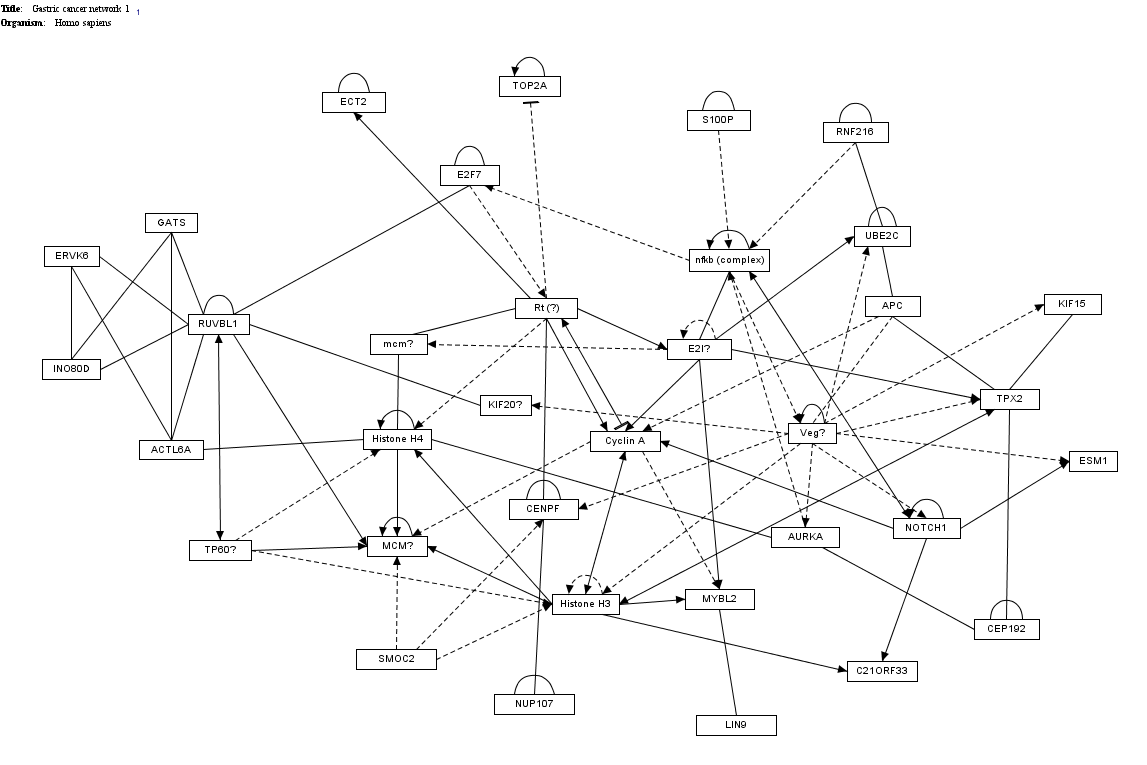 Title: Gastric cancer network 1 1
Organism: Homo sapiens
TOP2A
ECT2
S100P
RNF216
E2F7
GATS
UBE2C
ERVK6
nfkb (complex)
APC
KIF15
Rt (?)
RUVBL1
mcm?
E2I?
INO80D
TPX2
KIF20?
Veg?
Histone H4
Cyclin A
ACTL6A
ESM1
CENPF
NOTCH1
AURKA
TP60?
MCM?
MYBL2
Histone H3
CEP192
SMOC2
C21ORF33
NUP107
LIN9